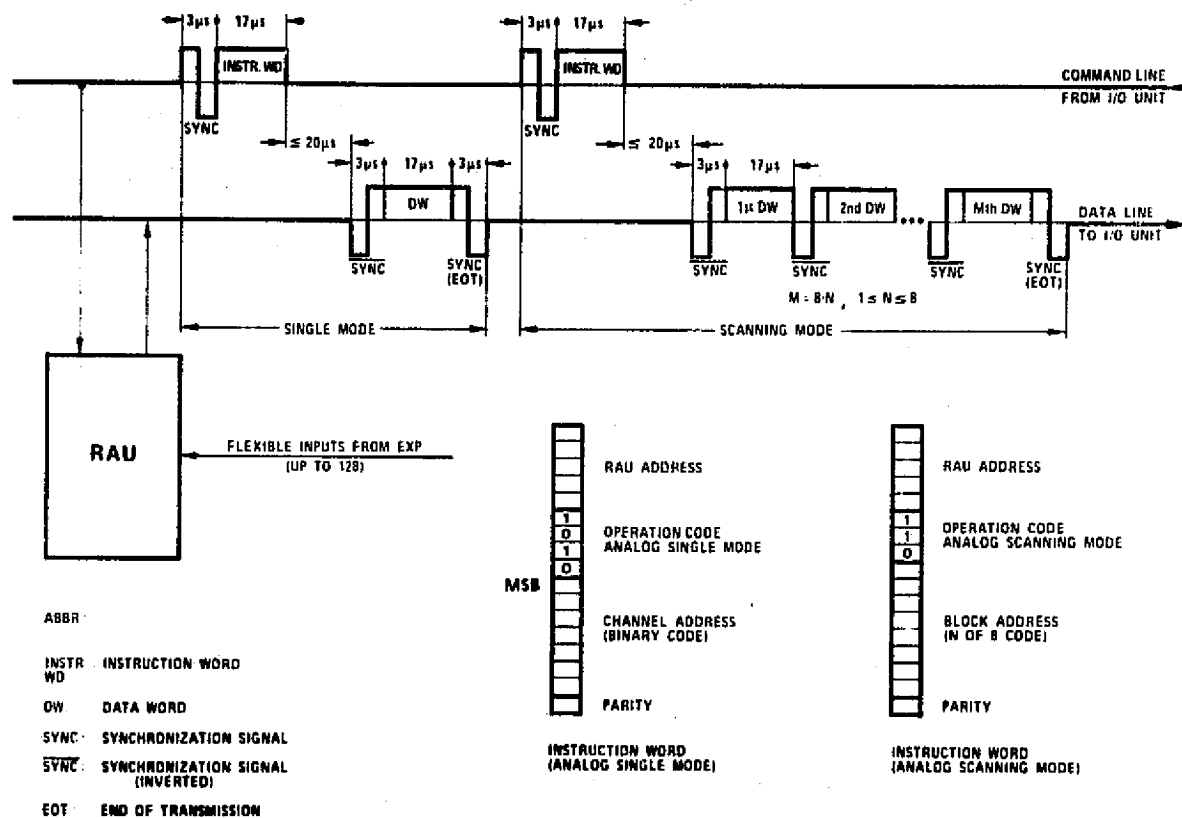 3µs 17µs 3µs 17µs
INSTR. WD INSTR. WD
COMMAND LINE
FROM I/O UNIT
SYNC SYNC
≤ 20µs ≤ 20µs
3µs 17µs 3µs 3µs 17µs
DW 1st DW 2nd DW Mth DW
DATA LINE
TO I/O UNIT
SYNC SYNC (EOT) SYNC SYNC SYNC SYNC (EOT)
M = 8·N , 1 ≤ N ≤ 8
SINGLE MODE SCANNING MODE
RAU
FLEXIBLE INPUTS FROM EXP
(UP TO 128)
RAU ADDRESS
1
0
1
0
OPERATION CODE
ANALOG SINGLE MODE
MSB
CHANNEL ADDRESS
(BINARY CODE)
PARITY
INSTRUCTION WORD
(ANALOG SINGLE MODE)
RAU ADDRESS
1
1
0
OPERATION CODE
ANALOG SCANNING MODE
BLOCK ADDRESS
(N OF 8 CODE)
PARITY
INSTRUCTION WORD
(ANALOG SCANNING MODE)
ABBR
INSTR WD INSTRUCTION WORD
DW DATA WORD
SYNC SYNCHRONIZATION SIGNAL
SYNC SYNCHRONIZATION SIGNAL
(INVERTED)
EOT END OF TRANSMISSION